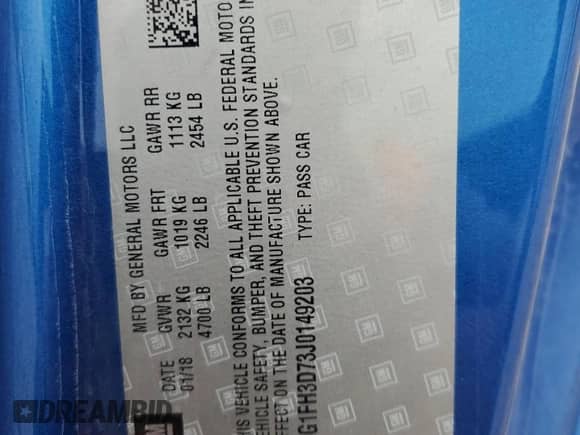 MFD BY GENERAL MOTORS LLC
DATE GVWR GAWR FRT GAWR RR
01/18 2132 KG 1019 KG 1113 KG
4700 LB 2246 LB 2454 LB
VEHICLE CONFORMS TO ALL APPLICABLE U.S. FEDERAL MOTO
VEHICLE SAFETY, BUMPER, AND THEFT PREVENTION STANDARDS IN
EFFECT ON THE DATE OF MANUFACTURE SHOWN ABOVE.
G1FH3D73J0149203 TYPE: PASS CAR
GM
DREAMBID